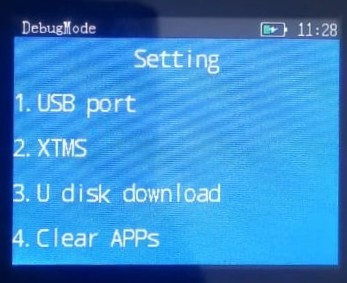 DebugMode 11:28
Setting
1. USB port
2. XTMS
3. U disk download
4. Clear APPs